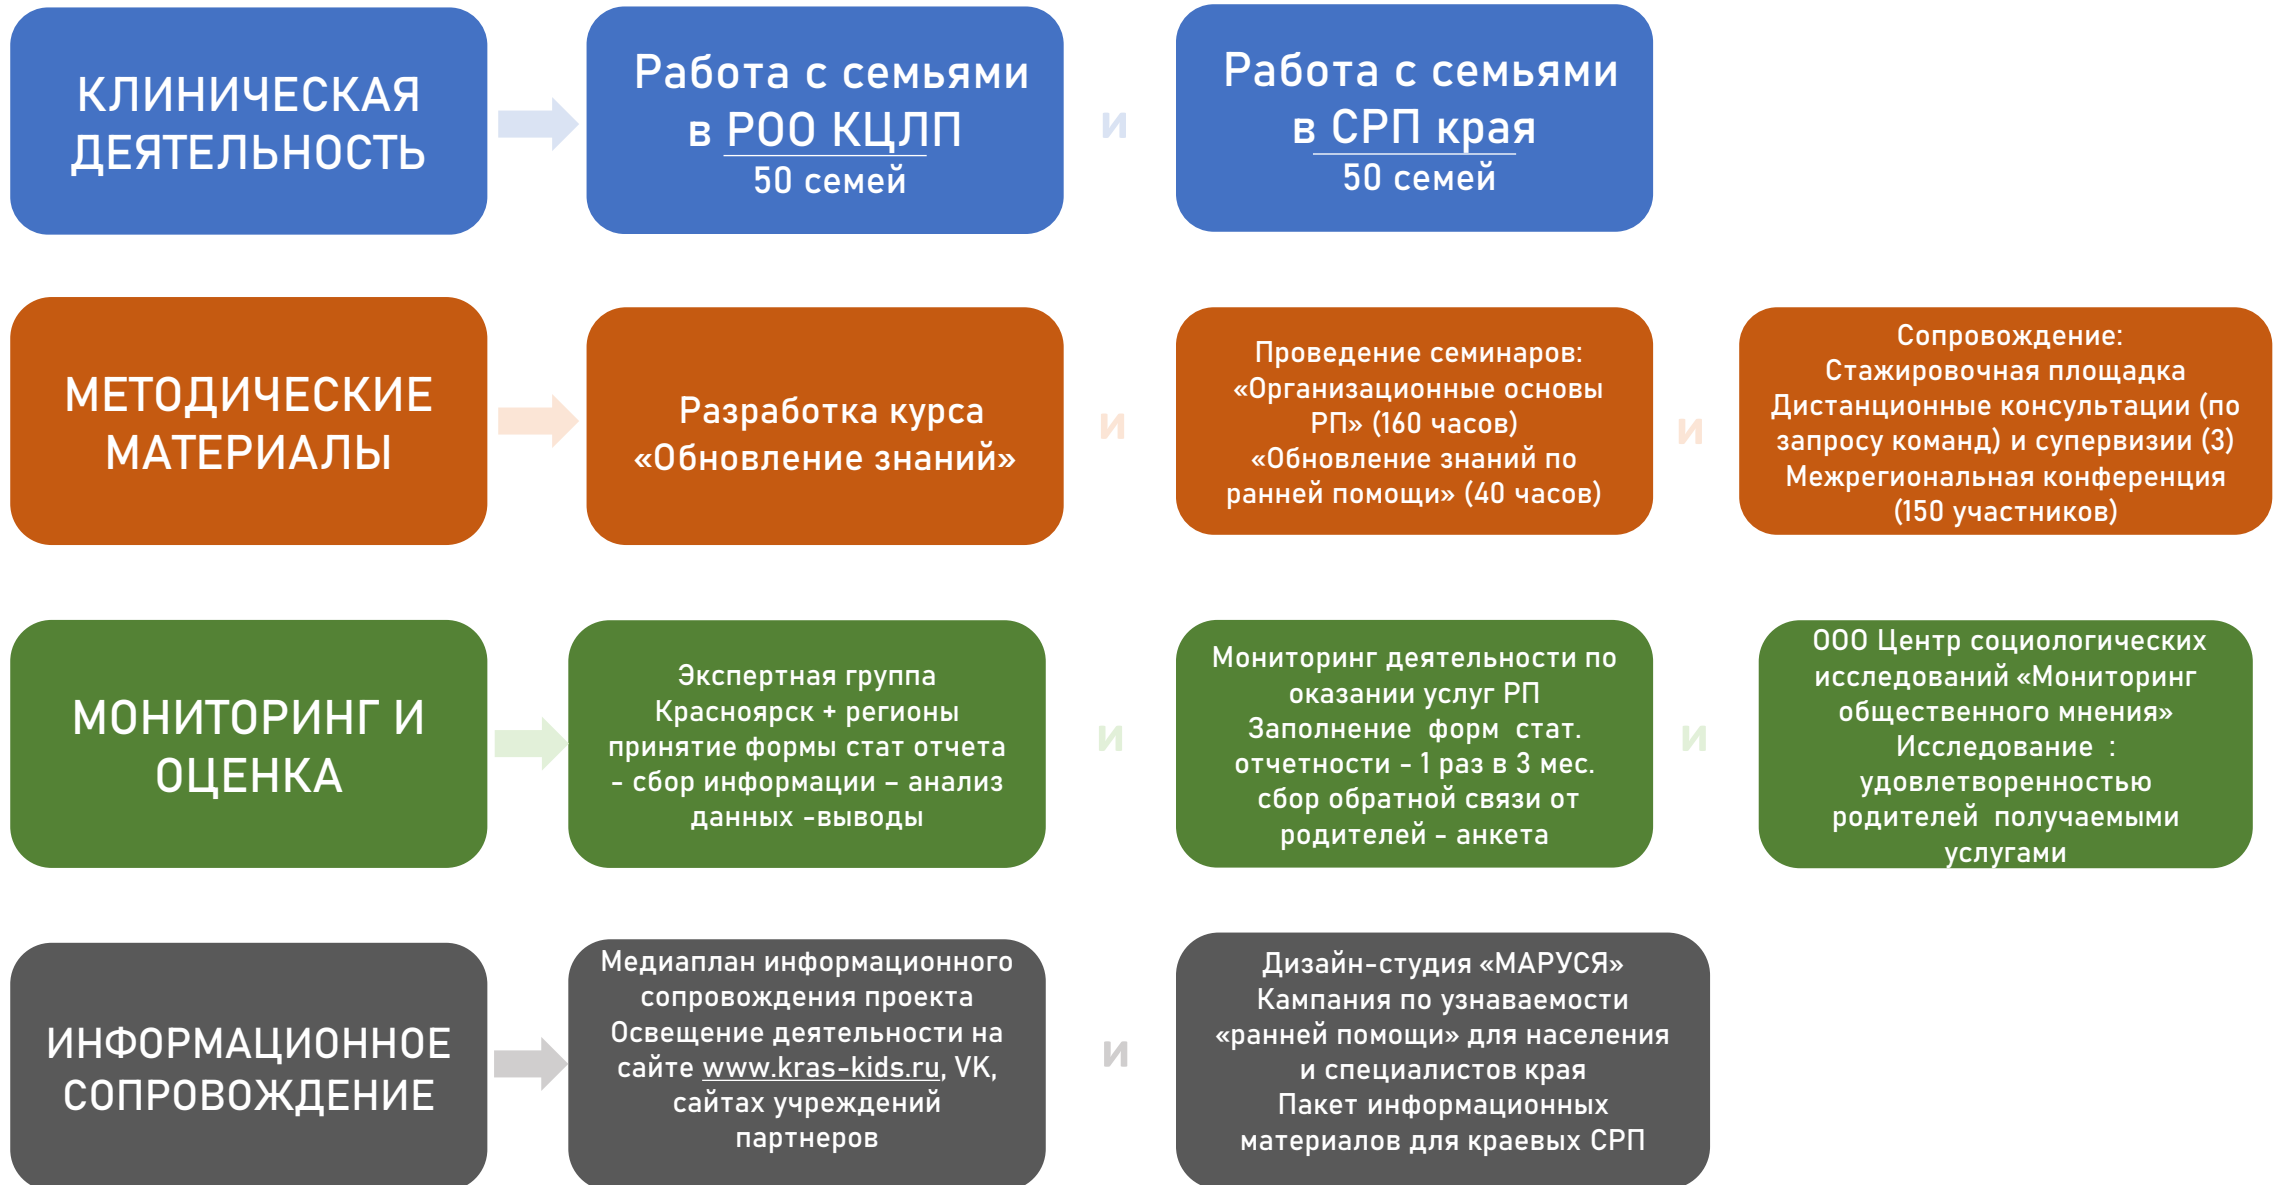 КЛИНИЧЕСКАЯ
ДЕЯТЕЛЬНОСТЬ
Работа с семьями
в РОО КЦЛП
50 семей
и
Работа с семьями
в СРП края
50 семей
МЕТОДИЧЕСКИЕ
МАТЕРИАЛЫ
Разработка курса
«Обновление знаний»
и
Проведение семинаров:
«Организационные основы
РП» (160 часов)
«Обновление знаний по
ранней помощи» (40 часов)
и
Сопровождение:
Стажировочная площадка
Дистанционные консультации (по
запросу команд) и супервизии (3)
Межрегиональная конференция
(150 участников)
МОНИТОРИНГ И
ОЦЕНКА
Экспертная группа
Красноярск + регионы
принятие формы стат отчета
- сбор информации – анализ
данных -выводы
и
Мониторинг деятельности по
оказании услуг РП
Заполнение форм стат.
отчетности - 1 раз в 3 мес.
сбор обратной связи от
родителей - анкета
и
ООО Центр социологических
исследований «Мониторинг
общественного мнения»
Исследование :
удовлетворенностью
родителей получаемыми
услугами
ИНФОРМАЦИОННОЕ
СОПРОВОЖДЕНИЕ
Медиаплан информационного
сопровождения проекта
Освещение деятельности на
сайте www.kras-kids.ru, VK,
сайтах учреждений
партнеров
и
Дизайн-студия «МАРУСЯ»
Кампания по узнаваемости
«ранней помощи» для населения
и специалистов края
Пакет информационных
материалов для краевых СРП